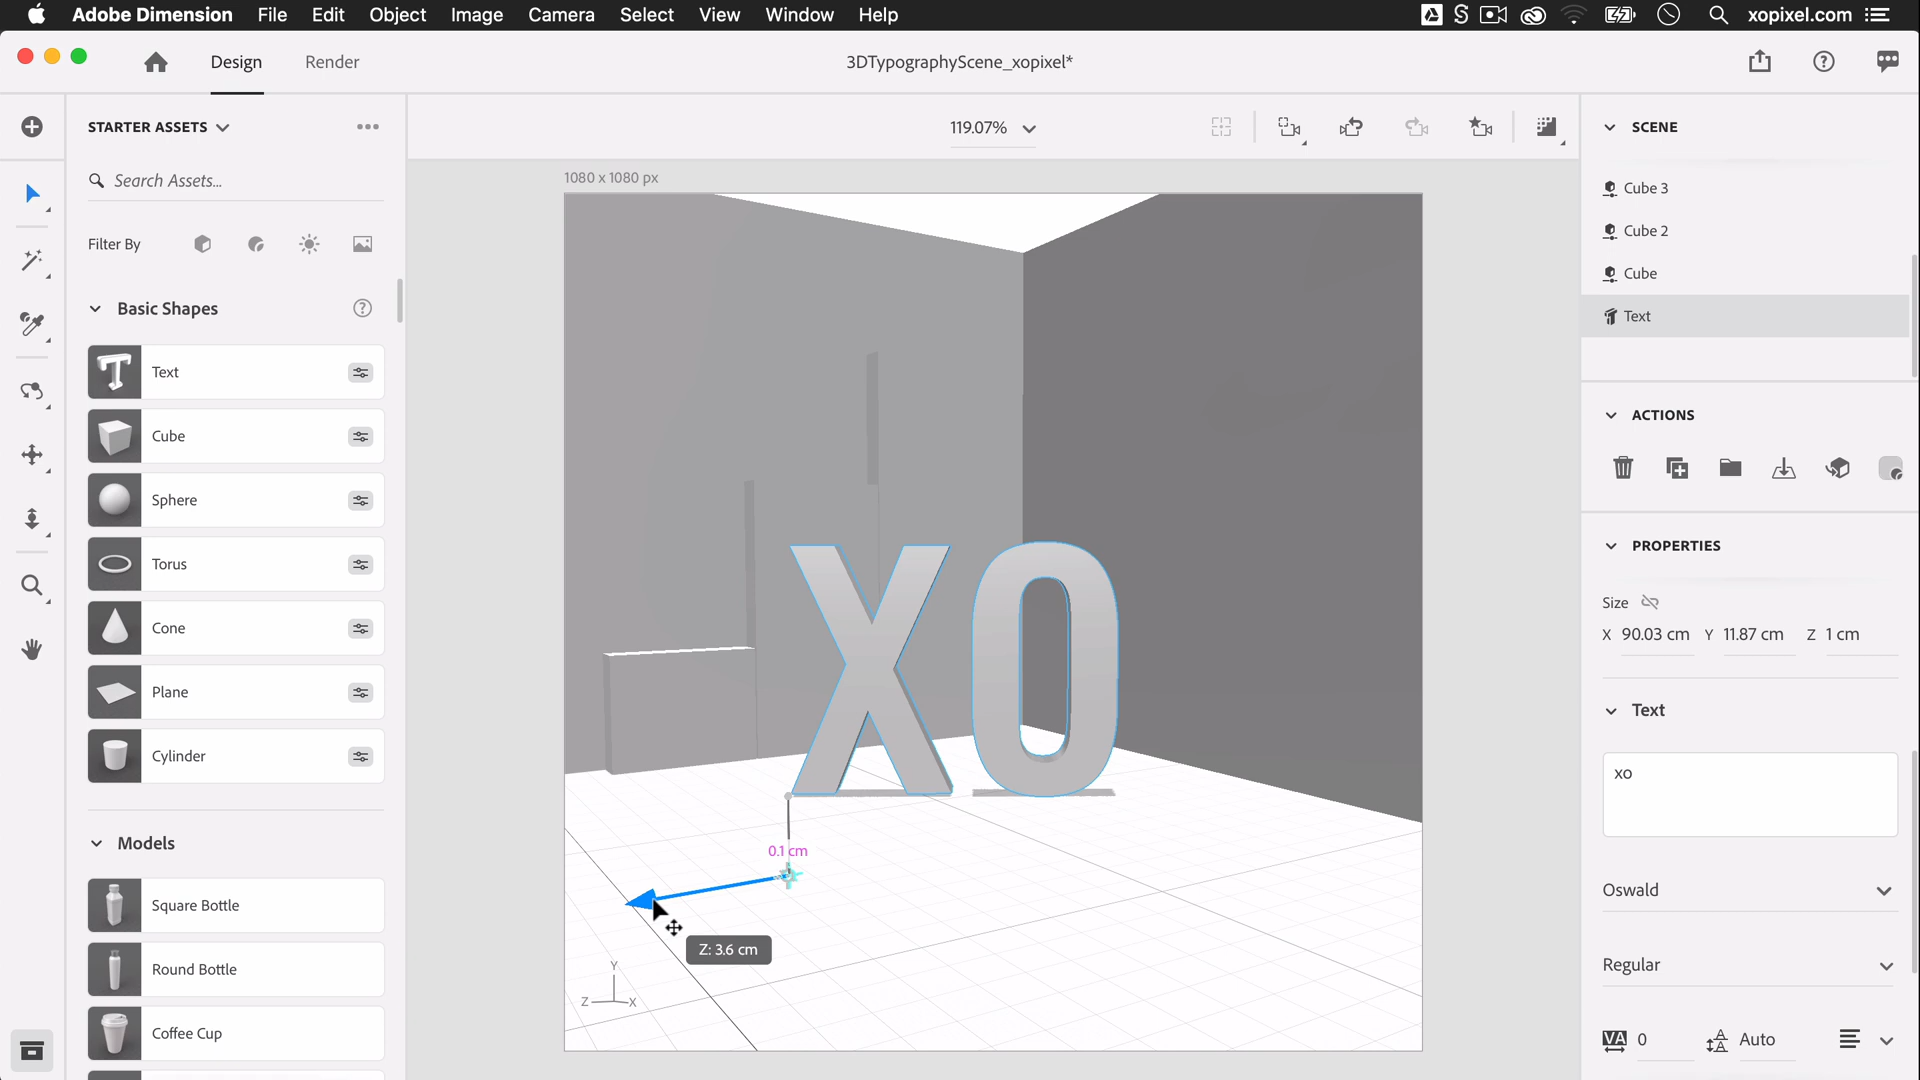 Adobe Dimension File Edit Object Image Camera Select View Window Help xopixel.com
Design Render 3DTypographyScene_xopixel*
STARTER ASSETS
Search Assets...
Filter By
Basic Shapes
Text
Cube
Sphere
Torus
Cone
Plane
Cylinder
Models
Square Bottle
Round Bottle
Coffee Cup
119.07%
1080 x 1080 px
XO
0.1 cm
Z: 3.6 cm
Y
Z X
SCENE
Cube 3
Cube 2
Cube
Text
ACTIONS
PROPERTIES
Size
X 90.03 cm Y 11.87 cm Z 1 cm
Text
xo
Oswald
Regular
VA 0 Auto